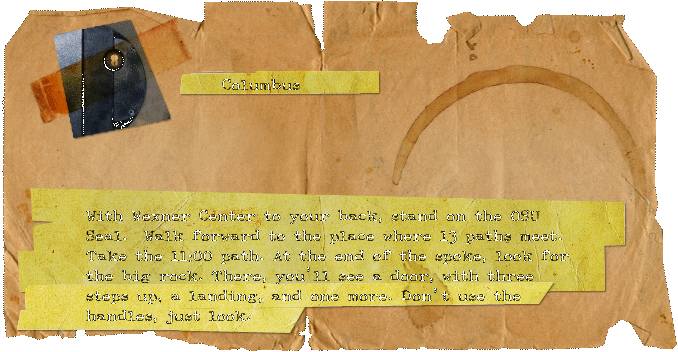 Columbus
With Wexner Center to your back, stand on the OSU
Seal. Walk forward to the place where 13 paths meet.
Take the 11:00 path. At the end of the spoke, look for
the big rock. There, you'll see a door, with three
steps up, a landing, and one more. Don't use the
handles, just look.